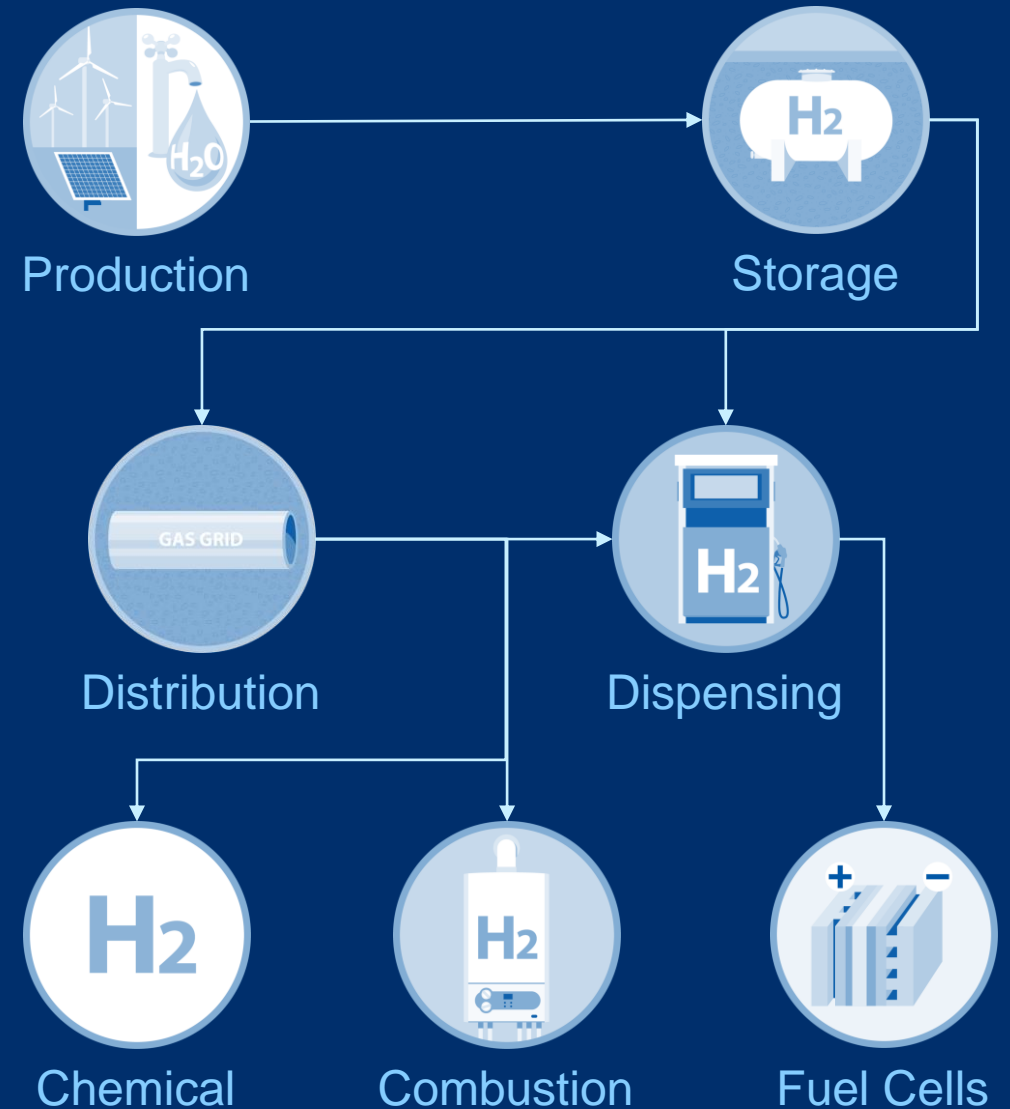 H₂O
H2
Production
Storage
GAS GRID
H2
Distribution
Dispensing
H2
H2
+
−
Chemical
Combustion
Fuel Cells